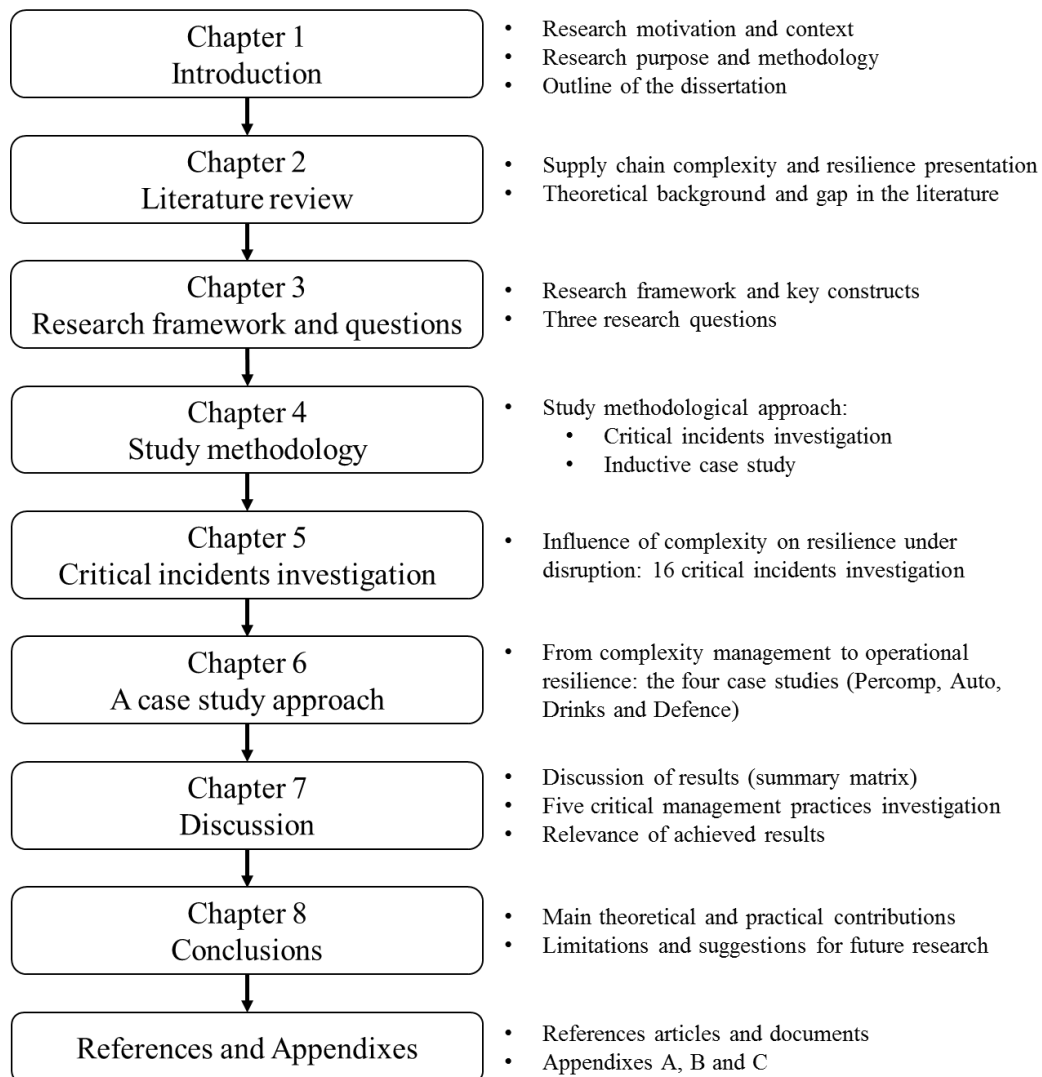 Chapter 1
Introduction
• Research motivation and context
• Research purpose and methodology
• Outline of the dissertation
Chapter 2
Literature review
• Supply chain complexity and resilience presentation
• Theoretical background and gap in the literature
Chapter 3
Research framework and questions
• Research framework and key constructs
• Three research questions
Chapter 4
Study methodology
• Study methodological approach:
• Critical incidents investigation
• Inductive case study
Chapter 5
Critical incidents investigation
• Influence of complexity on resilience under
disruption: 16 critical incidents investigation
Chapter 6
A case study approach
• From complexity management to operational
resilience: the four case studies (Percomp, Auto,
Drinks and Defence)
Chapter 7
Discussion
• Discussion of results (summary matrix)
• Five critical management practices investigation
• Relevance of achieved results
Chapter 8
Conclusions
• Main theoretical and practical contributions
• Limitations and suggestions for future research
References and Appendixes
• References articles and documents
• Appendixes A, B and C